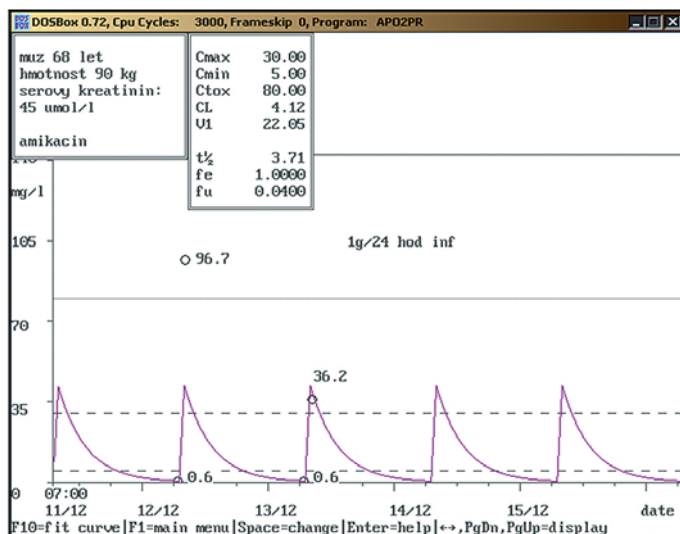 DOSBox 0.72, Cpu Cycles: 3000, Frameskip 0, Program: APO2PR
muz 68 let
hmotnost 90 kg
serovy kreatinin:
45 umol/l
amikacin
Cmax 30.00
Cmin 5.00
Ctox 80.00
CL 4.12
V1 22.05
t½ 3.71
fe 1.0000
fu 0.0400
140
mg/l
105
1g/24 hod inf
96.7
70
36.2
35
0.6
0.6
0 07:00
11/12 12/12 13/12 14/12 15/12 date
F10=fit curve|F1=main menu|Space=change|Enter=help|↔,PgDn,PgUp=display